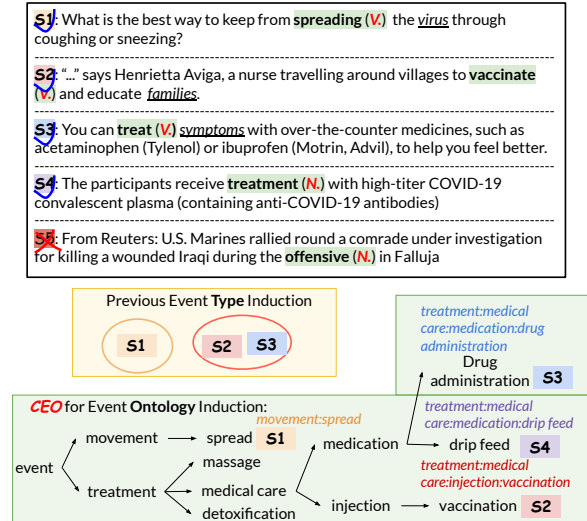 S1: What is the best way to keep from spreading (V.) the virus through
coughing or sneezing?
S2: “...” says Henrietta Aviga, a nurse travelling around villages to vaccinate
(V.) and educate families.
S3: You can treat (V.) symptoms with over-the-counter medicines, such as
acetaminophen (Tylenol) or ibuprofen (Motrin, Advil), to help you feel better.
S4: The participants receive treatment (N.) with high-titer COVID-19
convalescent plasma (containing anti-COVID-19 antibodies)
S5: From Reuters: U.S. Marines rallied round a comrade under investigation
for killing a wounded Iraqi during the offensive (N.) in Falluja
Previous Event Type Induction
S1
S2
S3
treatment:medical
care:medication:drug
administration
Drug
administration S3
CEO for Event Ontology Induction:
movement:spread
event
movement
spread S1
treatment
massage
medical care
detoxification
medication
injection
treatment:medical
care:medication:drip feed
drip feed S4
treatment:medical
care:injection:vaccination
vaccination S2